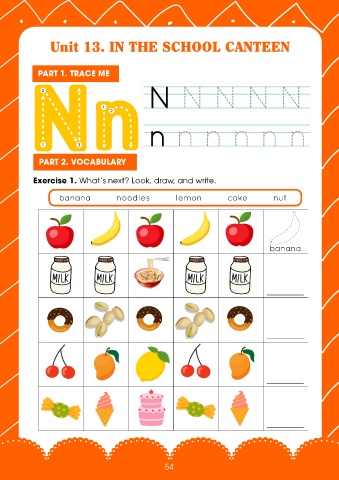 Unit 13. IN THE SCHOOL CANTEEN
PART 1. TRACE ME
Nn
N N N N N N
n n n n n n
PART 2. VOCABULARY
Exercise 1. What's next? Look, draw, and write.
banana noodles lemon cake nut
banana
MILK MILK MILK MILK
54